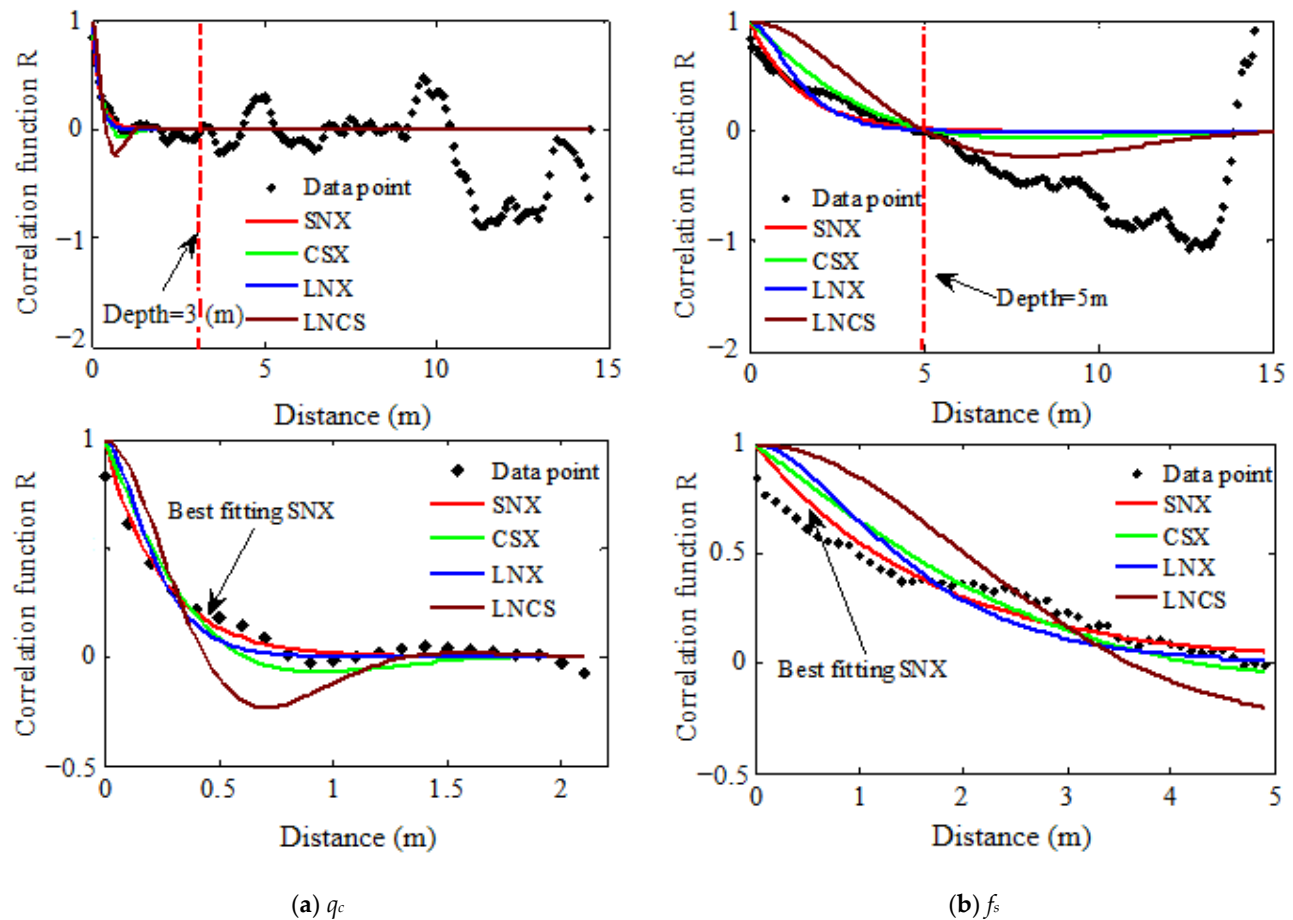 Correlation function R
1
0
−1
−2
Data point
SNX
CSX
LNX
LNCS
Depth=3 (m)
0 5 10 15
Distance (m)
Correlation function R
1
0
−1
−2
Data point
SNX
CSX
LNX
LNCS
Depth=5m
0 5 10 15
Distance (m)
Correlation function R
1
0
−0.5
Data point
SNX
CSX
LNX
LNCS
Best fitting SNX
0 0.5 1 1.5 2
Distance (m)
(a) qc
Correlation function R
1
0.5
0
−0.5
Data point
SNX
CSX
LNX
LNCS
Best fitting SNX
0 1 2 3 4 5
Distance (m)
(b) fs